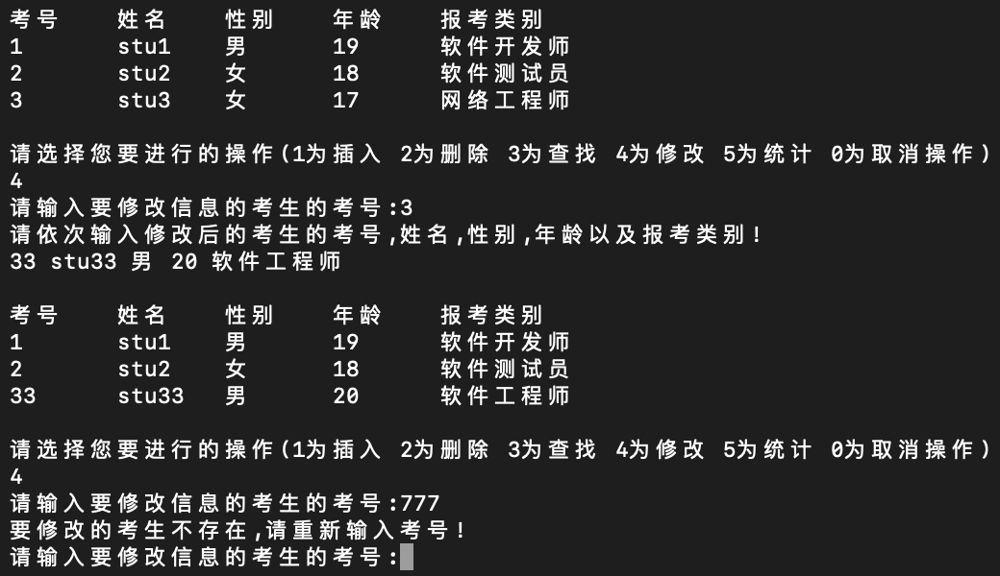 考号 姓名 性别 年龄 报考类别
1 stu1 男 19 软件开发师
2 stu2 女 18 软件测试员
3 stu3 女 17 网络工程师
请选择您要进行的操作(1为插入 2为删除 3为查找 4为修改 5为统计 0为取消操作)
4
请输入要修改信息的考生的考号:3
请依次输入修改后的考生的考号,姓名,性别,年龄以及报考类别!
33 stu33 男 20 软件工程师
考号 姓名 性别 年龄 报考类别
1 stu1 男 19 软件开发师
2 stu2 女 18 软件测试员
33 stu33 男 20 软件工程师
请选择您要进行的操作(1为插入 2为删除 3为查找 4为修改 5为统计 0为取消操作)
4
请输入要修改信息的考生的考号:777
要修改的考生不存在,请重新输入考号!
请输入要修改信息的考生的考号: